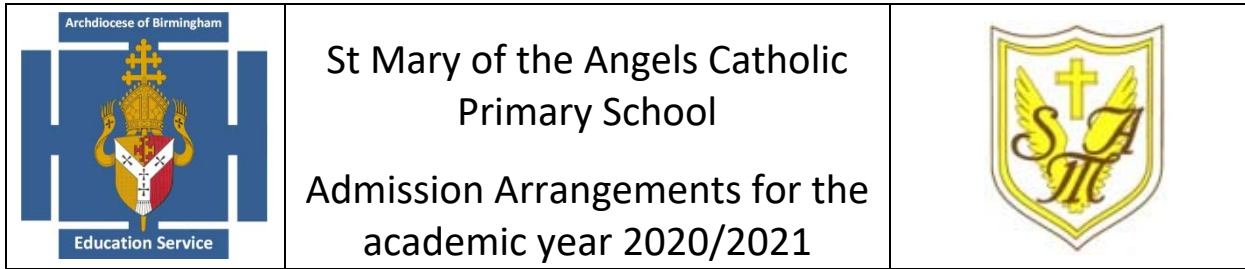 Archdiocese of Birmingham
Education Service
St Mary of the Angels Catholic
Primary School
Admission Arrangements for the
academic year 2020/2021
S A
M